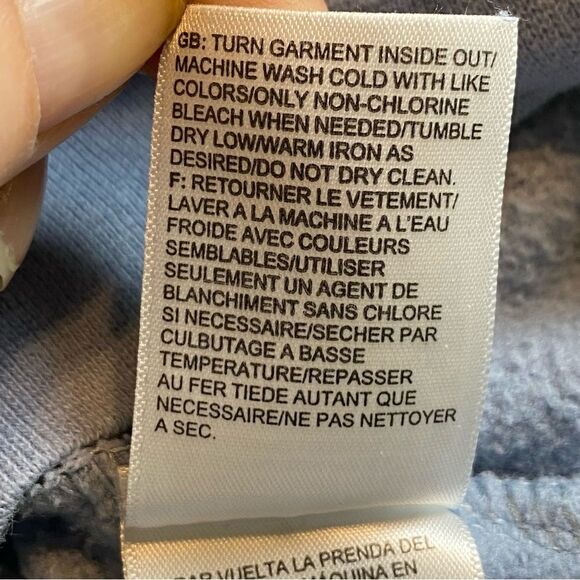 GB: TURN GARMENT INSIDE OUT/
MACHINE WASH COLD WITH LIKE
COLORS/ONLY NON-CHLORINE
BLEACH WHEN NEEDED/TUMBLE
DRY LOW/WARM IRON AS
DESIRED/DO NOT DRY CLEAN.
F: RETOURNER LE VETEMENT/
LAVER A LA MACHINE A L'EAU
FROIDE AVEC COULEURS
SEMBLABLES/UTILISER
SEULEMENT UN AGENT DE
BLANCHIMENT SANS CHLORE
SI NECESSAIRE/SECHER PAR
CULBUTAGE A BASSE
TEMPERATURE/REPASSER
AU FER TIEDE AUTANT QUE
NECESSAIRE/NE PAS NETTOYER
A SEC.
VUELTA LA PRENDA DEL
MÁQUINA EN